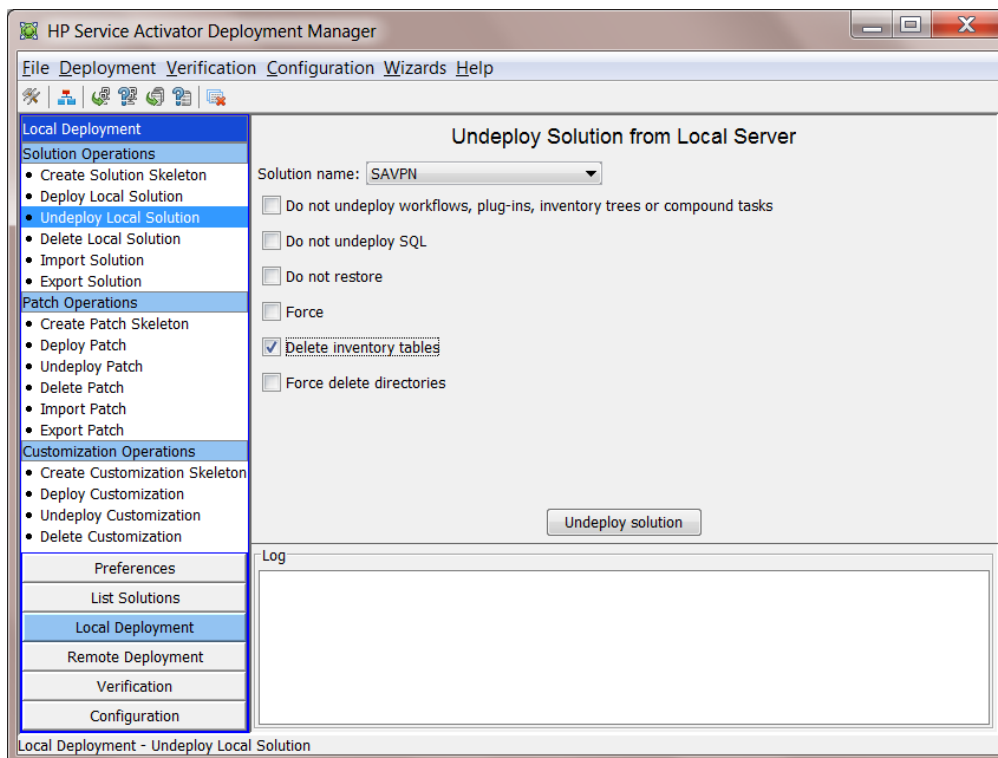 HP Service Activator Deployment Manager
File Deployment Verification Configuration Wizards Help
Local Deployment
Solution Operations
• Create Solution Skeleton
• Deploy Local Solution
• Undeploy Local Solution
• Delete Local Solution
• Import Solution
• Export Solution
Patch Operations
• Create Patch Skeleton
• Deploy Patch
• Undeploy Patch
• Delete Patch
• Import Patch
• Export Patch
Customization Operations
• Create Customization Skeleton
• Deploy Customization
• Undeploy Customization
• Delete Customization
Preferences
List Solutions
Local Deployment
Remote Deployment
Verification
Configuration
Undeploy Solution from Local Server
Solution name: SAVPN
Do not undeploy workflows, plug-ins, inventory trees or compound tasks
Do not undeploy SQL
Do not restore
Force
Delete inventory tables
Force delete directories
Undeploy solution
Log
Local Deployment - Undeploy Local Solution